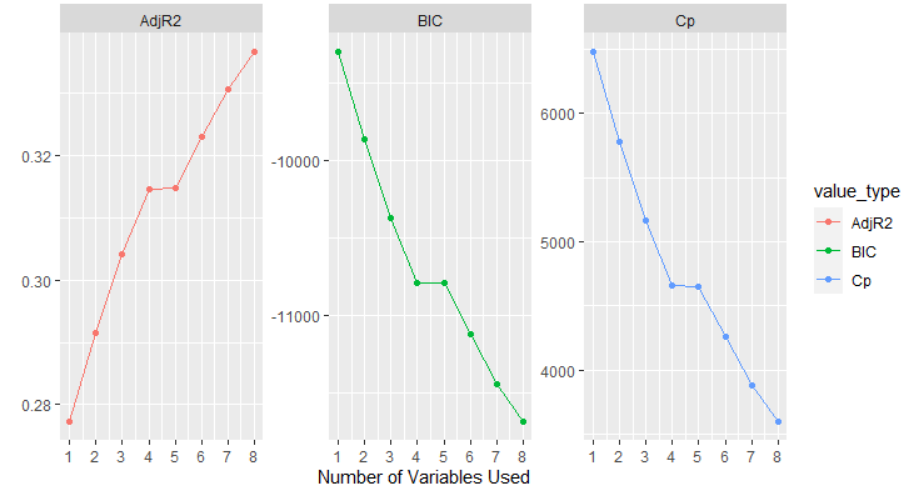 AdjR2
BIC
Cp
0.32
0.30
0.28
-10000
-11000
6000
5000
4000
1 2 3 4 5 6 7 8
1 2 3 4 5 6 7 8
1 2 3 4 5 6 7 8
Number of Variables Used
value_type
AdjR2
BIC
Cp